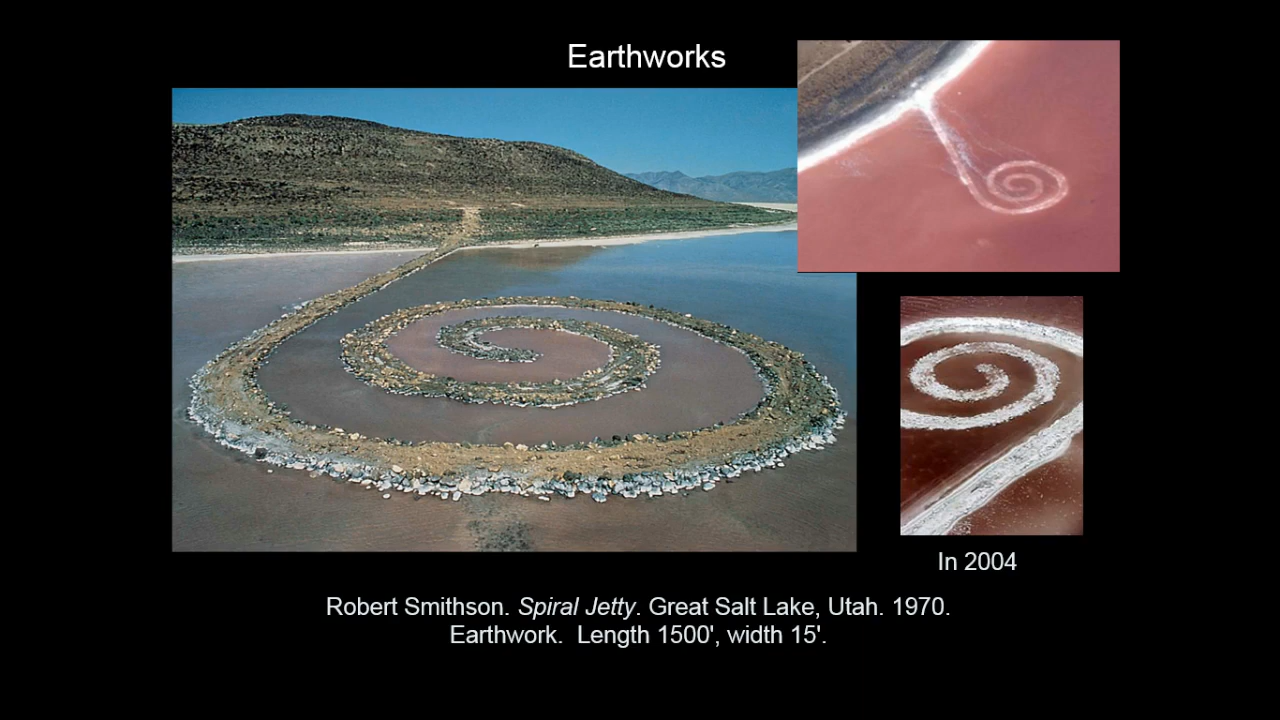 Earthworks
In 2004
Robert Smithson. Spiral Jetty. Great Salt Lake, Utah. 1970.
Earthwork.  Length 1500', width 15'.